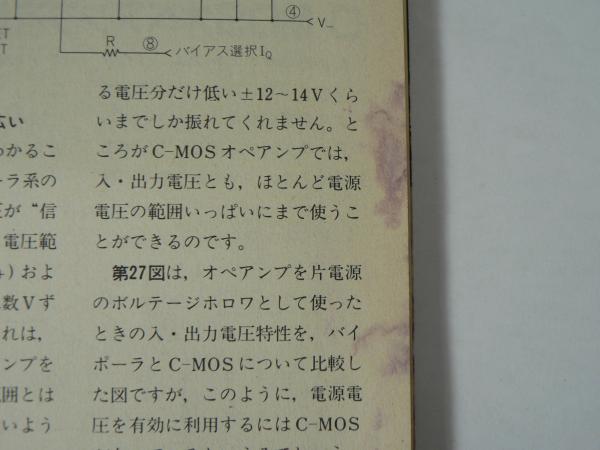 ④
V−
R
⑧
バイアス選択IQ
る電圧分だけ低い±12〜14Vくら
いまでしか振れてくれません。と
ころがC-MOSオペアンプでは，
入・出力電圧とも，ほとんど電源
電圧の範囲いっぱいにまで使うこ
とができるのです。
第27図は，オペアンプを片電源
のボルテージホロワとして使った
ときの入・出力電圧特性を，バイ
ポーラとC-MOSについて比較し
た図ですが，このように，電源電
圧を有効に利用するにはC-MOS
ET
T
広い
わかるこ
ーラ系の
圧が“信
電圧範
+）およ
数Vず
れは，
ンプを
囲とは
いよう